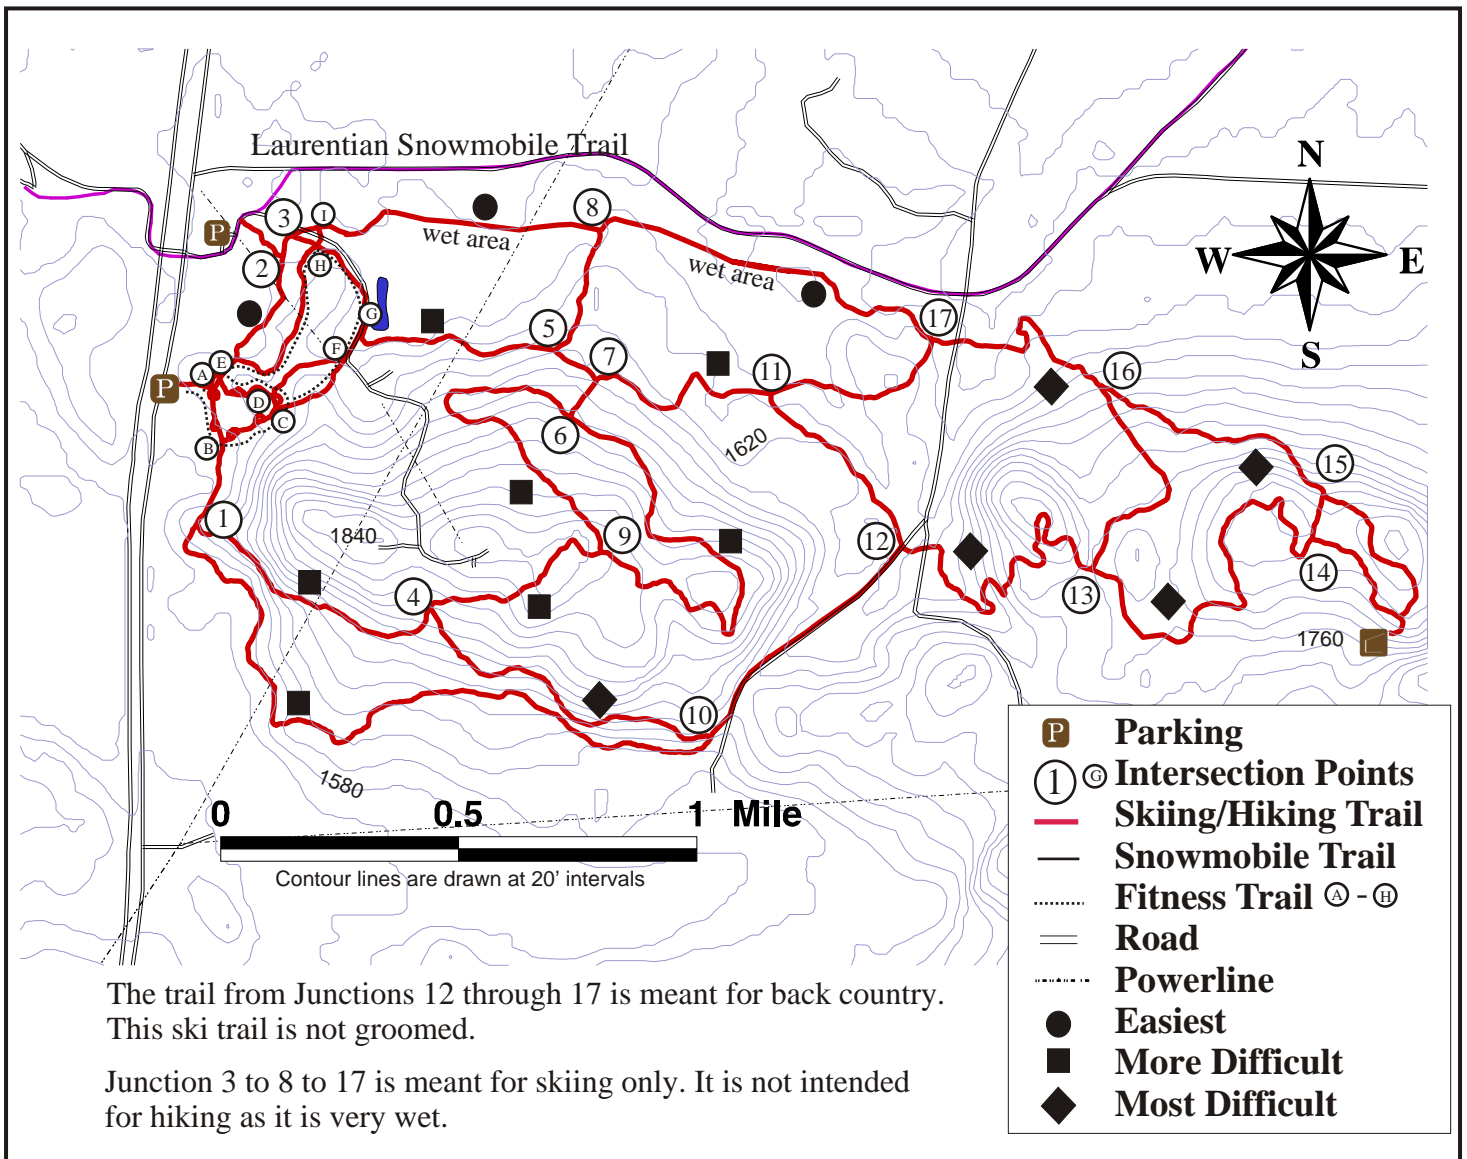 Laurentian Snowmobile Trail
N
W
E
S
P
3
I
8
wet area
2
H
wet area
G
5
17
7
F
E
A
P
11
16
D
C
6
B
1620
15
1
1840
9
12
14
4
13
1760
10
1580
0
0.5
1 Mile
Contour lines are drawn at 20' intervals
P Parking
1 G Intersection Points
Skiing/Hiking Trail
Snowmobile Trail
Fitness Trail A - H
Road
Powerline
Easiest
More Difficult
Most Difficult
The trail from Junctions 12 through 17 is meant for back country.
This ski trail is not groomed.
Junction 3 to 8 to 17 is meant for skiing only. It is not intended
for hiking as it is very wet.